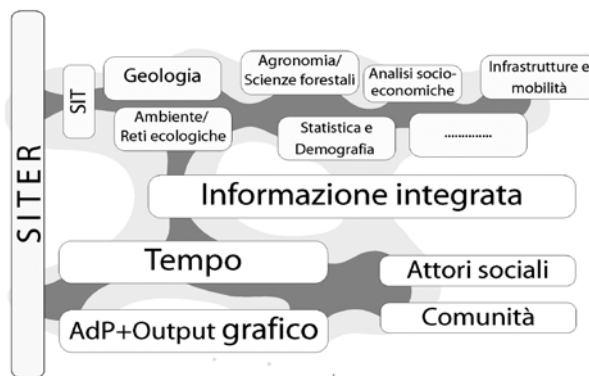 SITER
SIT
Geologia
Agronomia/
Scienze forestali
Analisi socio-
economiche
Infrastrutture e
mobilità
Ambiente/
Reti ecologiche
Statistica e
Demografia
..............
Informazione integrata
Tempo
Attori sociali
AdP+Output grafico
Comunità